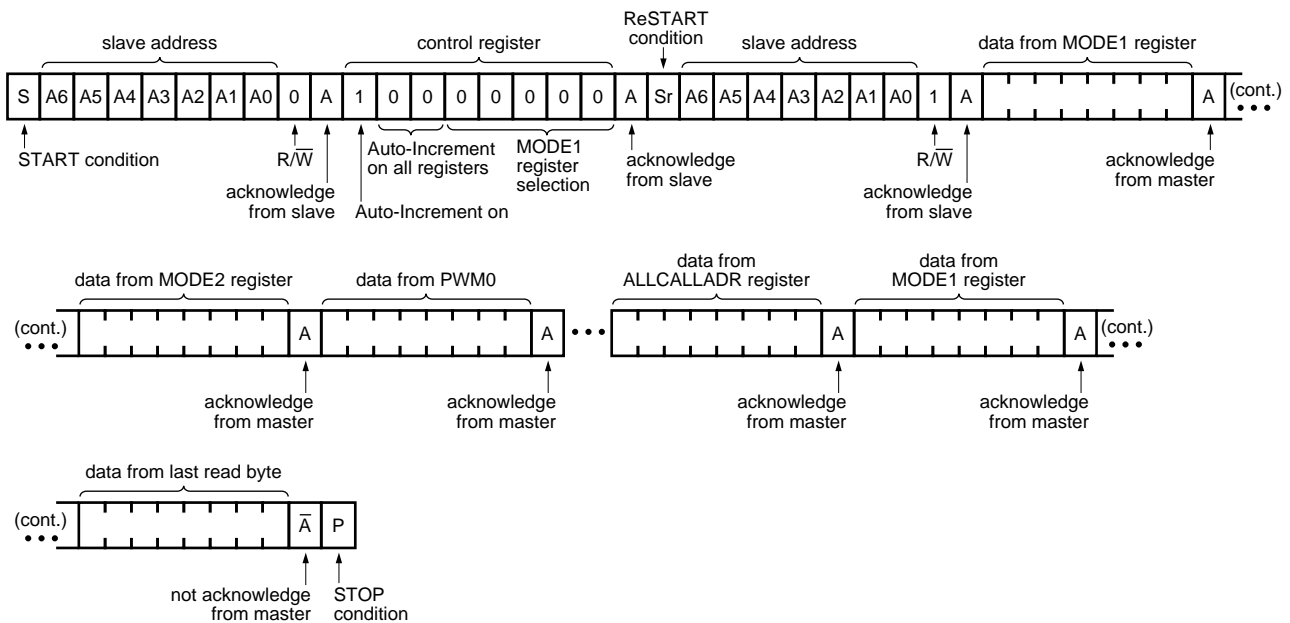 ReSTART
condition
slave address
control register
slave address
data from MODE1 register
S A6 A5 A4 A3 A2 A1 A0 0 A 1 0 0 0 0 0 0 0 A Sr A6 A5 A4 A3 A2 A1 A0 1 A A (cont.)
START condition
R/W̅
acknowledge
from slave
Auto-Increment on
Auto-Increment
on all registers
MODE1
register
selection
acknowledge
from slave
R/W̅
acknowledge
from slave
acknowledge
from master
data from MODE2 register
data from PWM0
data from
ALLCALLADR register
data from
MODE1 register
(cont.) A A A A (cont.)
acknowledge
from master
acknowledge
from master
acknowledge
from master
acknowledge
from master
data from last read byte
(cont.) A̅ P
not acknowledge
from master
STOP
condition